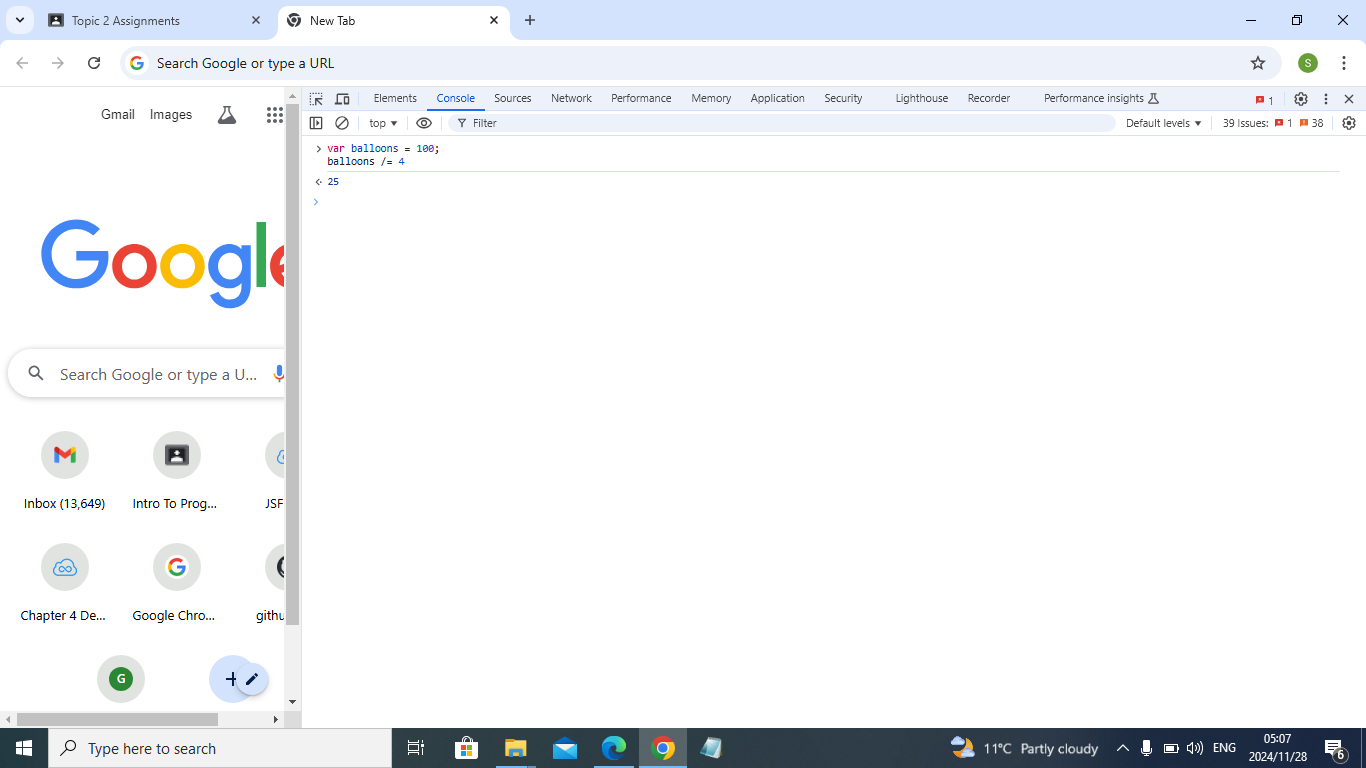 Topic 2 Assignments
New Tab
Search Google or type a URL
S
Gmail Images
Elements Console Sources Network Performance Memory Application Security Lighthouse Recorder Performance insights 1
top Filter Default levels 39 Issues: 1 38
var balloons = 100;
balloons /= 4
25
Google
Search Google or type a U...
Inbox (13,649) Intro To Prog... JSF
Chapter 4 De... Google Chro... githu
G
Type here to search
11°C Partly cloudy ENG 05:07
2024/11/28 6